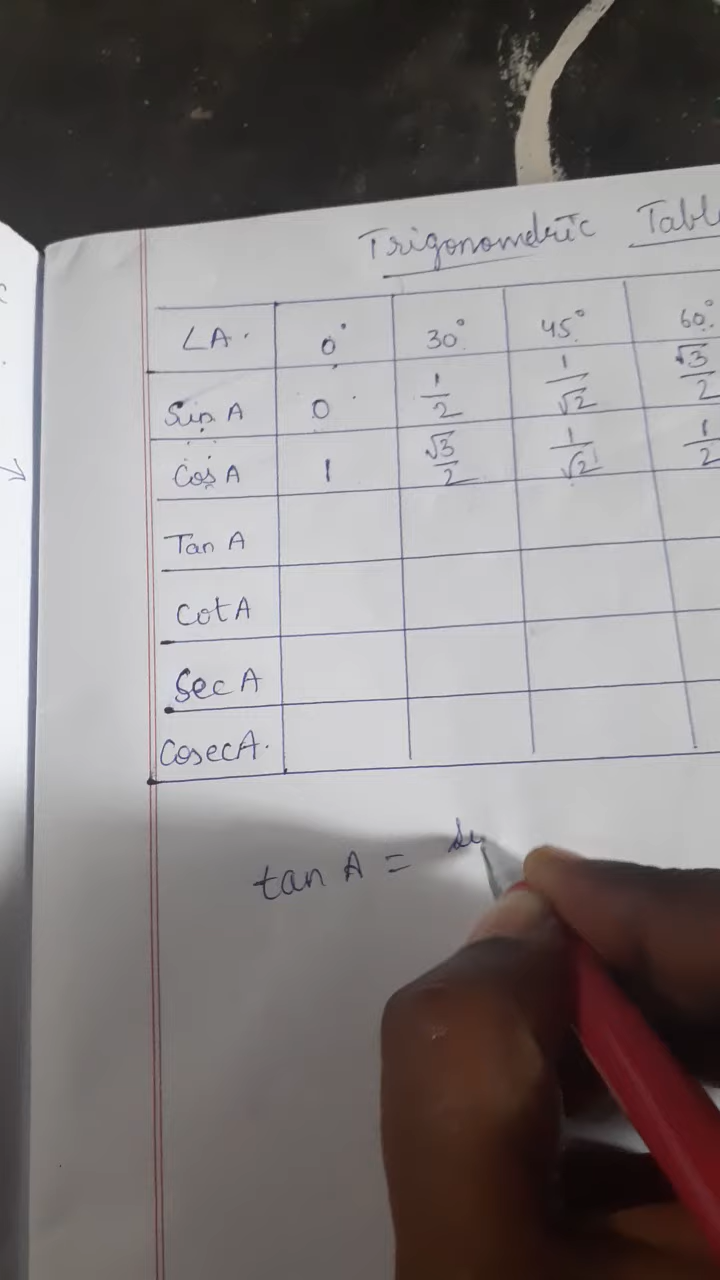 Trigonometric Tabl
∠A. 0° 30° 45° 60°
Sin A 0 1/2 1/√2 √3/2
Cos A 1 √3/2 1/√2 1/2
Tan A
Cot A
Sec A
Cosec A.
tan A =